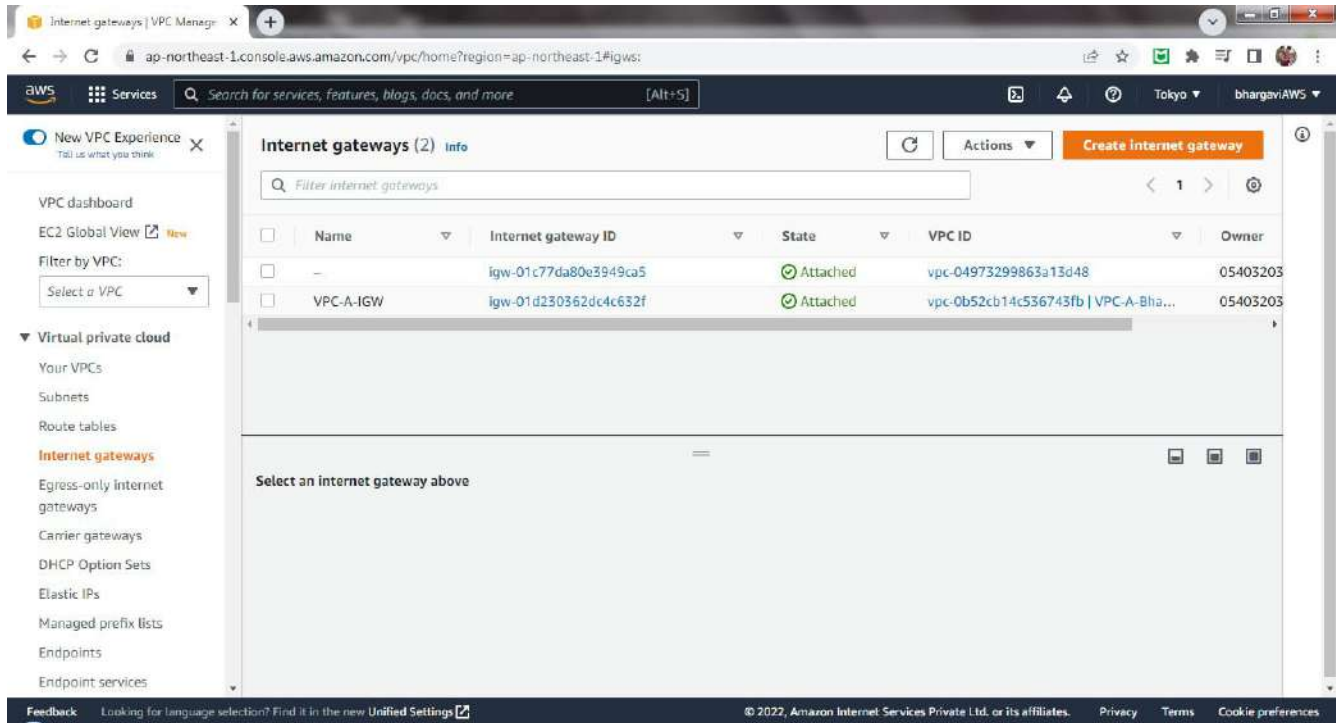 Internet gateways | VPC Manage
ap-northeast-1.console.aws.amazon.com/vpc/home?region=ap-northeast-1#igws:
aws Services Search for services, features, blogs, docs, and more [Alt+S] Tokyo bhargaviAWS
New VPC Experience
Tell us what you think
VPC dashboard
EC2 Global View New
Filter by VPC:
Select a VPC
Virtual private cloud
Your VPCs
Subnets
Route tables
Internet gateways
Egress-only internet
gateways
Carrier gateways
DHCP Option Sets
Elastic IPs
Managed prefix lists
Endpoints
Endpoint services
Internet gateways (2) Info Actions Create internet gateway
Filter internet gateways 1
Name Internet gateway ID State VPC ID Owner
– igw-01c77da80e3949ca5 Attached vpc-04973299863a13d48 05403203
VPC-A-IGW igw-01d230362dc4c632f Attached vpc-0b52cb14c536743fb | VPC-A-Bha... 05403203
Select an internet gateway above
Feedback Looking for language selection? Find it in the new Unified Settings © 2022, Amazon Internet Services Private Ltd. or its affiliates. Privacy Terms Cookie preferences